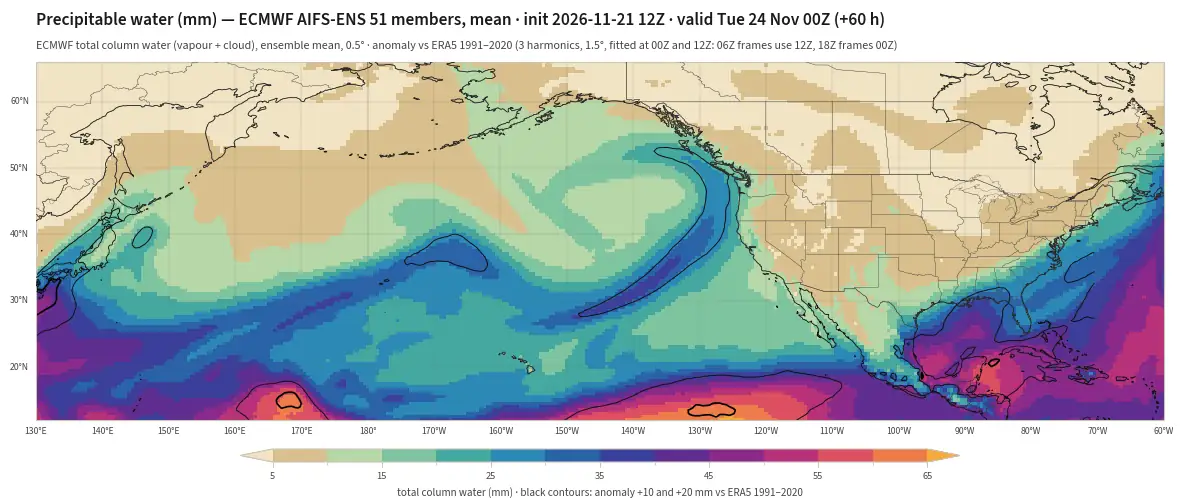 Precipitable water (mm) — ECMWF AIFS-ENS 51 members, mean · init 2026-11-21 12Z · valid Tue 24 Nov 00Z (+60 h)
ECMWF total column water (vapour + cloud), ensemble mean, 0.5° · anomaly vs ERA5 1991–2020 (3 harmonics, 1.5°, fitted at 00Z and 12Z: 06Z frames use 12Z, 18Z frames 00Z)
60°N
50°N
40°N
30°N
20°N
130°E 140°E 150°E 160°E 170°E 180° 170°W 160°W 150°W 140°W 130°W 120°W 110°W 100°W 90°W 80°W 70°W 60°W
5 15 25 35 45 55 65
total column water (mm) · black contours: anomaly +10 and +20 mm vs ERA5 1991–2020